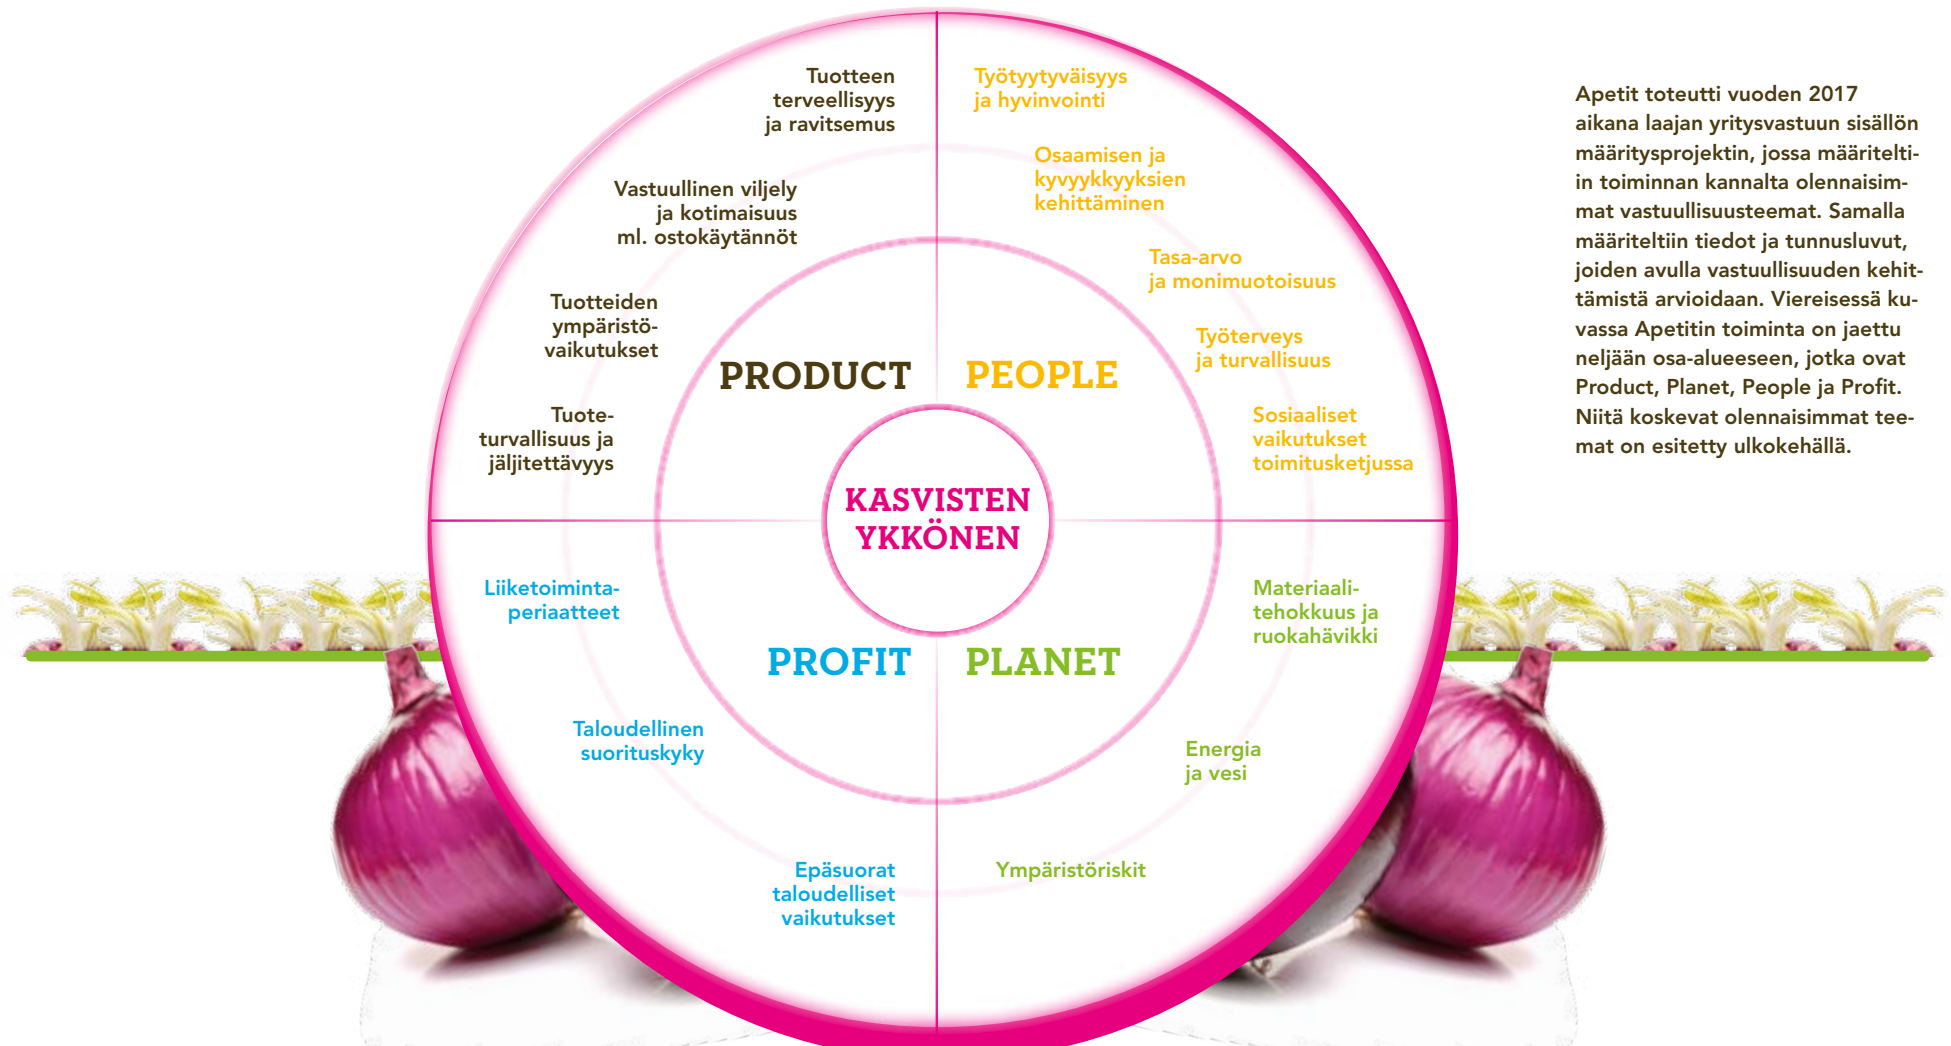 Tuotteen
terveellisyys
ja ravitsemus
Vastuullinen viljely
ja kotimaisuus
ml. ostokäytännöt
Tuotteiden
ympäristö-
vaikutukset
Tuote-
turvallisuus ja
jäljitettävyys
PRODUCT
Työtyytyväisyys
ja hyvinvointi
Osaamisen ja
kyvyykkyyksien
kehittäminen
Tasa-arvo
ja monimuotoisuus
Työterveys
ja turvallisuus
Sosiaaliset
vaikutukset
toimitusketjussa
PEOPLE
KASVISTEN
YKKÖNEN
Liiketoiminta-
periaatteet
Taloudellinen
suorituskyky
Epäsuorat
taloudelliset
vaikutukset
PROFIT
PLANET
Materiaali-
tehokkuus ja
ruokahävikki
Energia
ja vesi
Ympäristöriskit
Apetit toteutti vuoden 2017
aikana laajan yritysvastuun sisällön
määritysprojektin, jossa määritelti-
in toiminnan kannalta olennaisim-
mat vastuullisuusteemat. Samalla
määriteltiin tiedot ja tunnusluvut,
joiden avulla vastuullisuuden kehit-
tämistä arvioidaan. Viereisessä ku-
vassa Apetitin toiminta on jaettu
neljään osa-alueeseen, jotka ovat
Product, Planet, People ja Profit.
Niitä koskevat olennaisimmat tee-
mat on esitetty ulkokehällä.